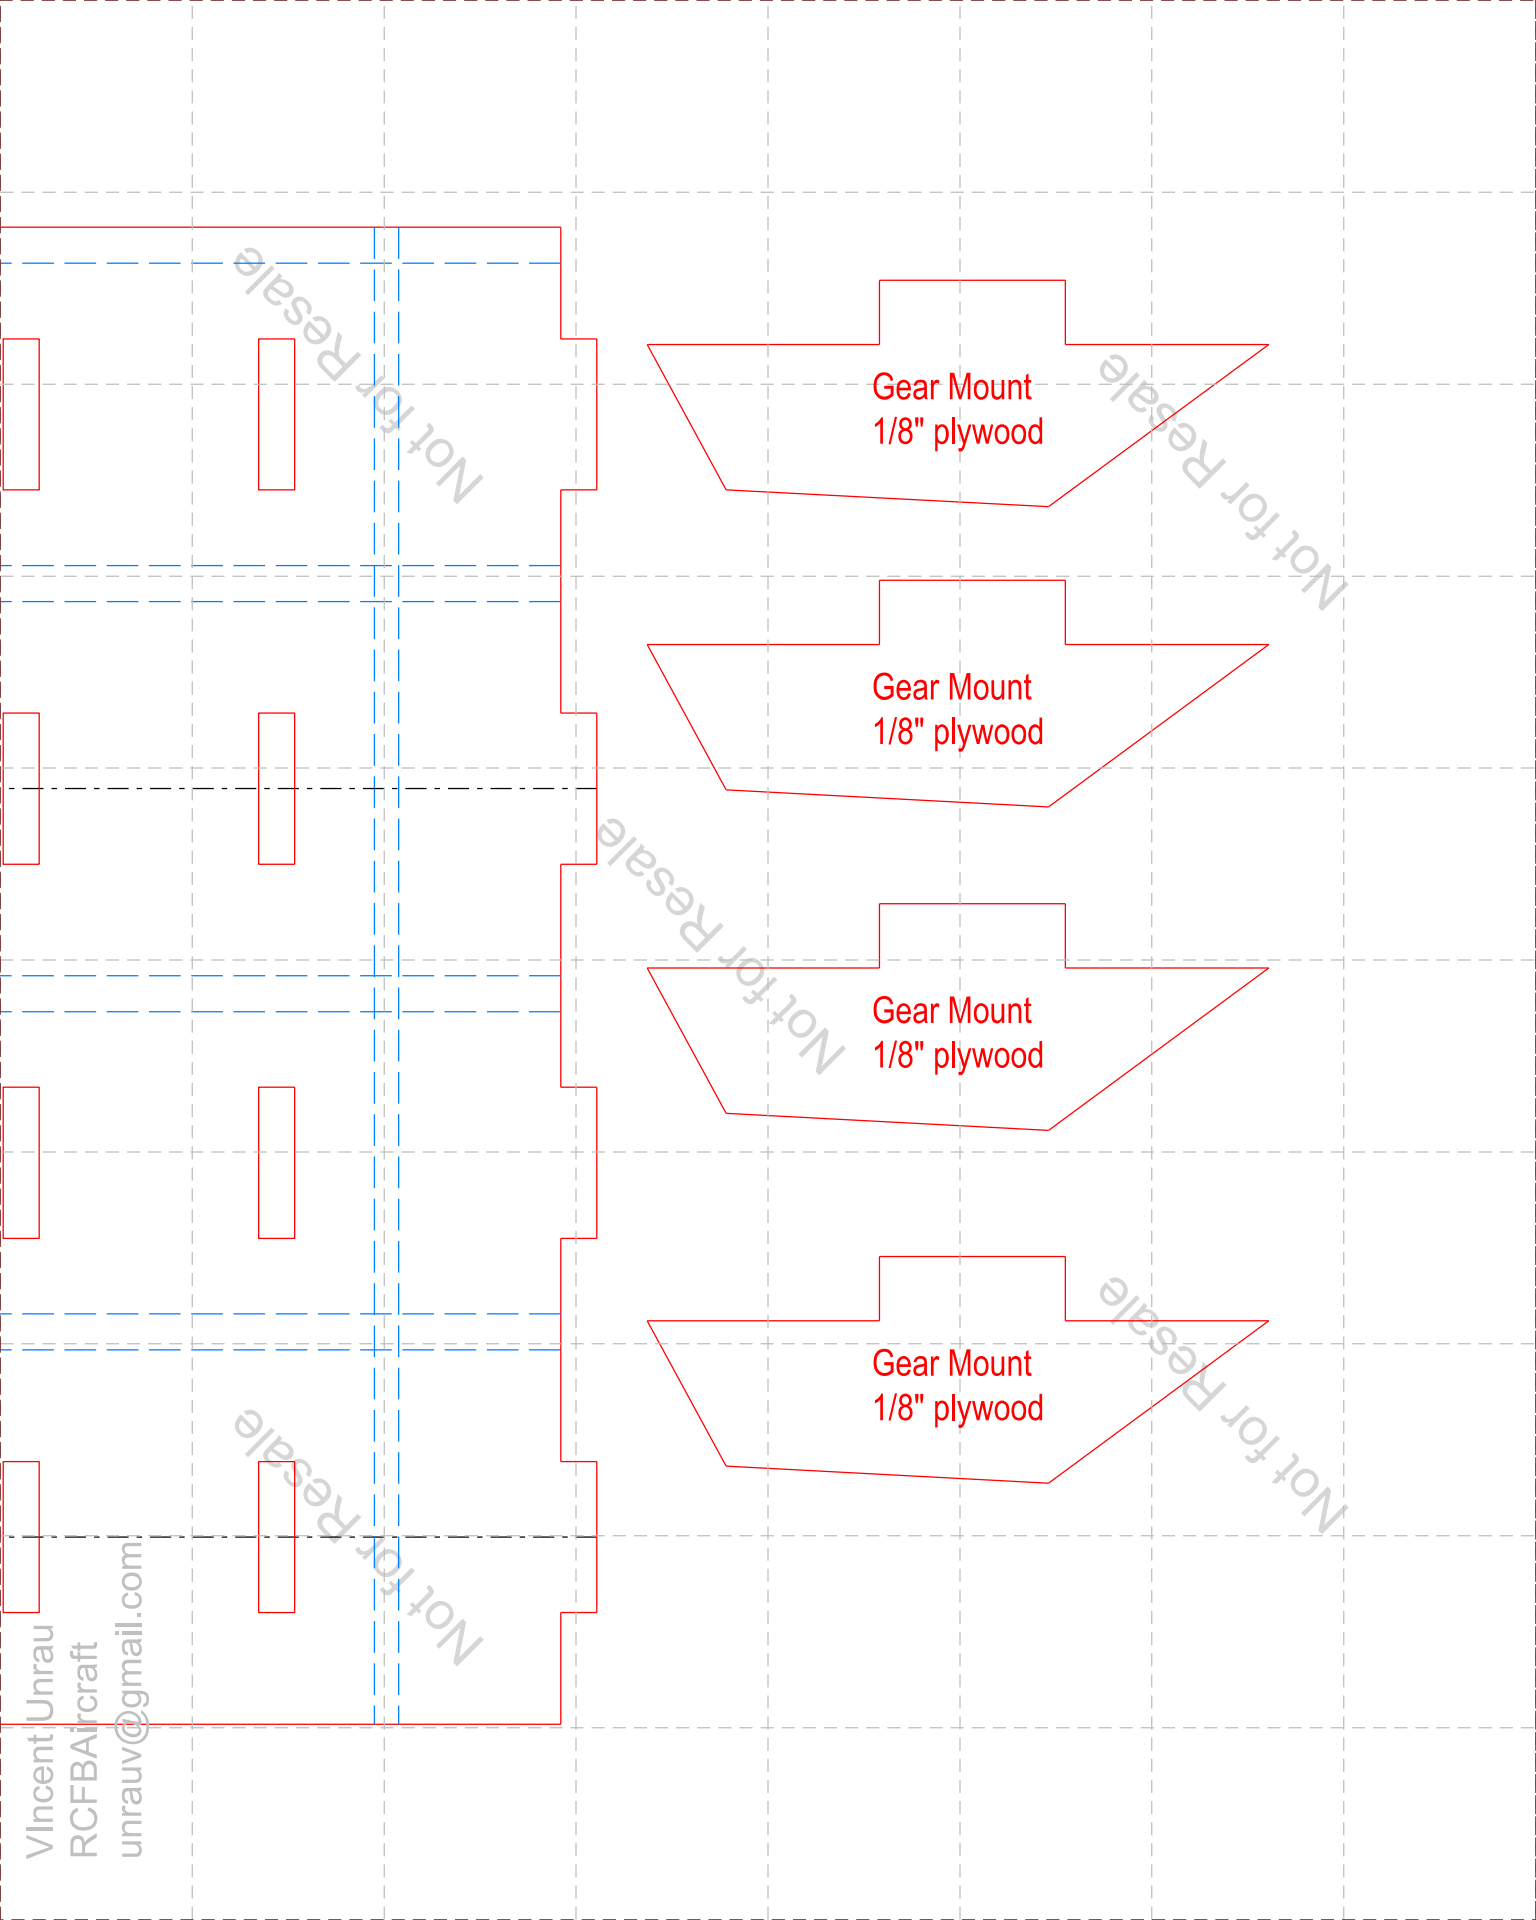 Not for Resale
Gear Mount
1/8" plywood
Not for Resale
Gear Mount
1/8" plywood
Not for Resale
Gear Mount
1/8" plywood
Not for Resale
Gear Mount
1/8" plywood
Not for Resale
VIncent Unrau
RCFBAircraft
unrauv@gmail.com